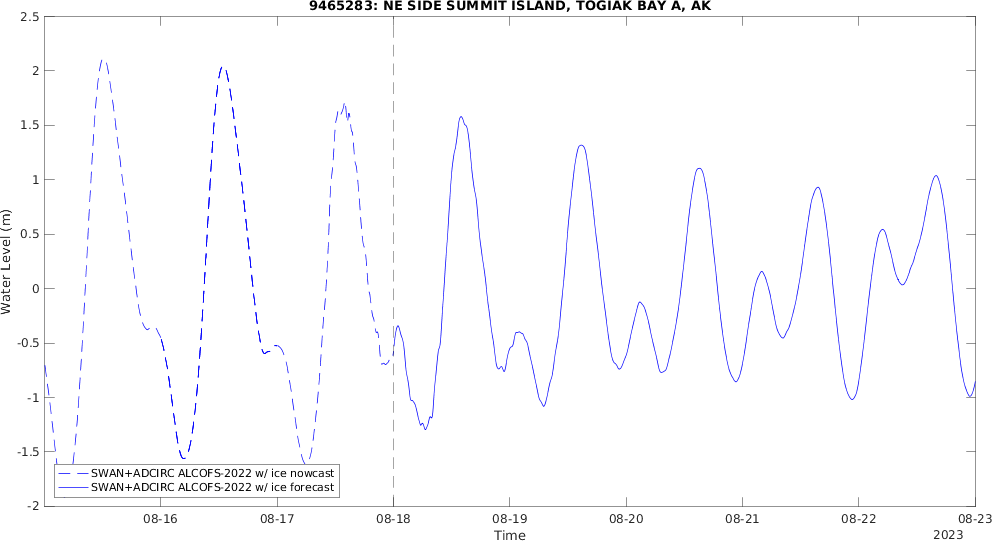 9465283: NE SIDE SUMMIT ISLAND, TOGIAK BAY A, AK
2.5
2
1.5
1
0.5
0
-0.5
-1
-1.5
-2
Water Level (m)
SWAN+ADCIRC ALCOFS-2022 w/ ice nowcast
SWAN+ADCIRC ALCOFS-2022 w/ ice forecast
08-16 08-17 08-18 08-19 08-20 08-21 08-22 08-23
Time
2023